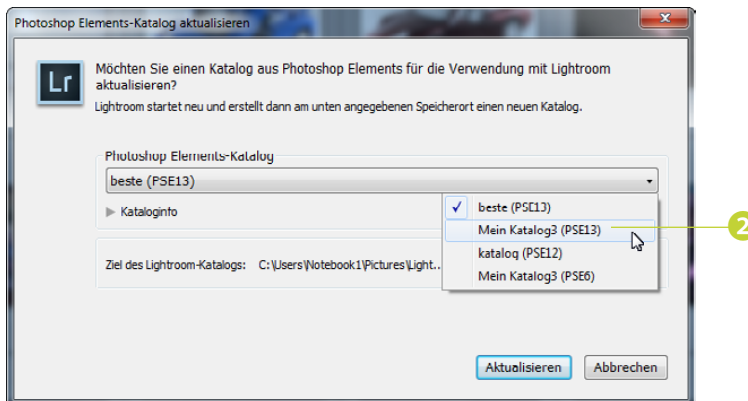 Photoshop Elements-Katalog aktualisieren
Lr
Möchten Sie einen Katalog aus Photoshop Elements für die Verwendung mit Lightroom
aktualisieren?
Lightroom startet neu und erstellt dann am unten angegebenen Speicherort einen neuen Katalog.
Photoshop Elements-Katalog
beste (PSE13)
Kataloginfo
✓ beste (PSE13)
Mein Katalog3 (PSE13)
2
katalog (PSE12)
Mein Katalog3 (PSE6)
Ziel des Lightroom-Katalogs: C:\Users\Notebook1\Pictures\Light...
Aktualisieren
Abbrechen